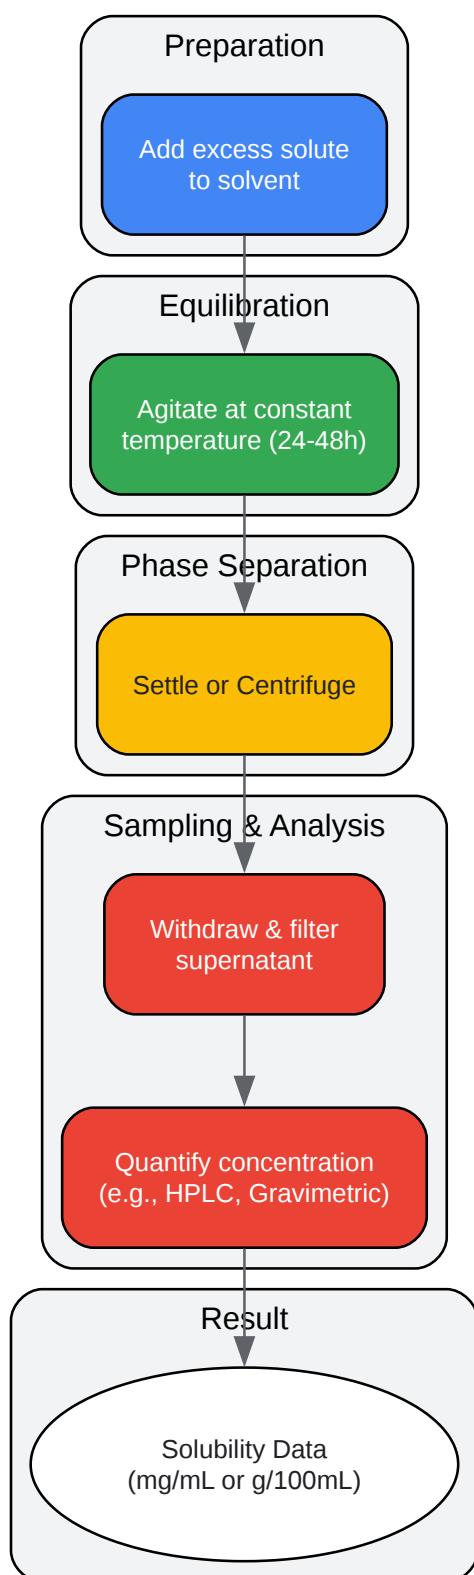 Preparation
Add excess solute
to solvent
Equilibration
Agitate at constant
temperature (24-48h)
Phase Separation
Settle or Centrifuge
Sampling & Analysis
Withdraw & filter
supernatant
Quantify concentration
(e.g., HPLC, Gravimetric)
Result
Solubility Data
(mg/mL or g/100mL)